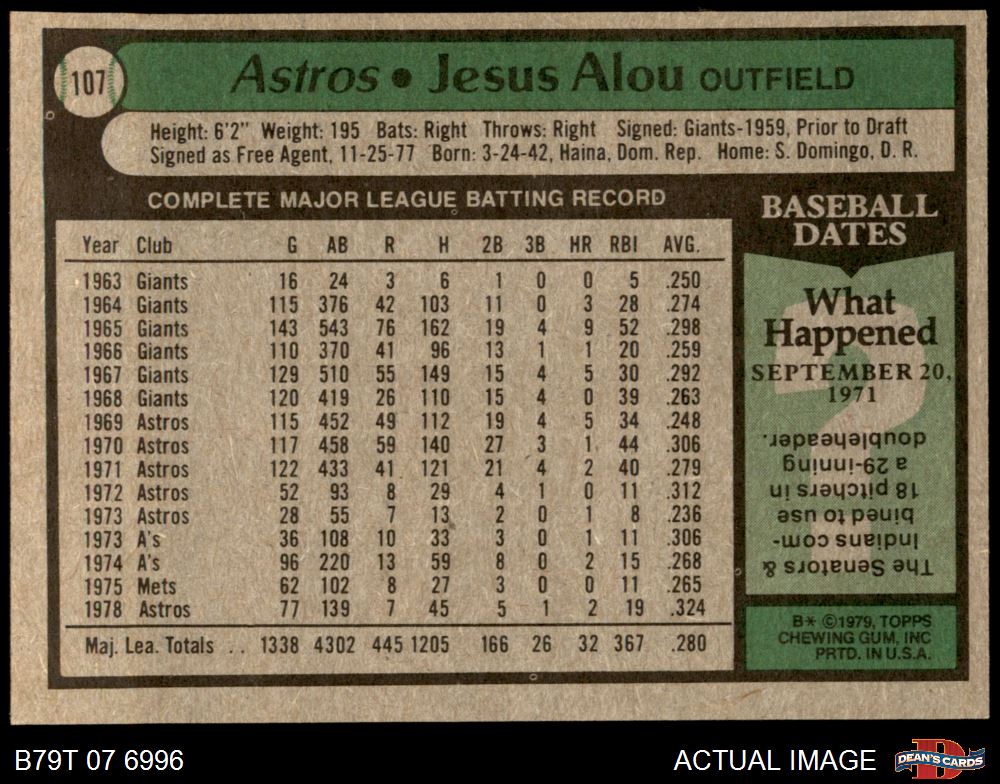 107
Astros • Jesus Alou OUTFIELD
Height: 6'2" Weight: 195 Bats: Right Throws: Right Signed: Giants-1959, Prior to Draft
Signed as Free Agent, 11-25-77 Born: 3-24-42, Haina, Dom. Rep. Home: S. Domingo, D. R.
COMPLETE MAJOR LEAGUE BATTING RECORD
Year Club G AB R H 2B 3B HR RBI AVG.
1963 Giants 16 24 3 6 1 0 0 5 .250
1964 Giants 115 376 42 103 11 0 3 28 .274
1965 Giants 143 543 76 162 19 4 9 52 .298
1966 Giants 110 370 41 96 13 1 1 20 .259
1967 Giants 129 510 55 149 15 4 5 30 .292
1968 Giants 120 419 26 110 15 4 0 39 .263
1969 Astros 115 452 49 112 19 4 5 34 .248
1970 Astros 117 458 59 140 27 3 1 44 .306
1971 Astros 122 433 41 121 21 4 2 40 .279
1972 Astros 52 93 8 29 4 1 0 11 .312
1973 Astros 28 55 7 13 2 0 1 8 .236
1973 A's 36 108 10 33 3 0 1 11 .306
1974 A's 96 220 13 59 8 0 2 15 .268
1975 Mets 62 102 8 27 3 0 0 11 .265
1978 Astros 77 139 7 45 5 1 2 19 .324
Maj. Lea. Totals . . 1338 4302 445 1205 166 26 32 367 .280
BASEBALL
DATES
What
Happened
SEPTEMBER 20,
1971
The Senators &
Indians com-
bined to use
18 pitchers in
a 29-inning
doubleheader.
B* ©1979, TOPPS
CHEWING GUM, INC
PRTD. IN U.S.A.
B79T 07 6996
ACTUAL IMAGE
D
DEAN'S CARDS